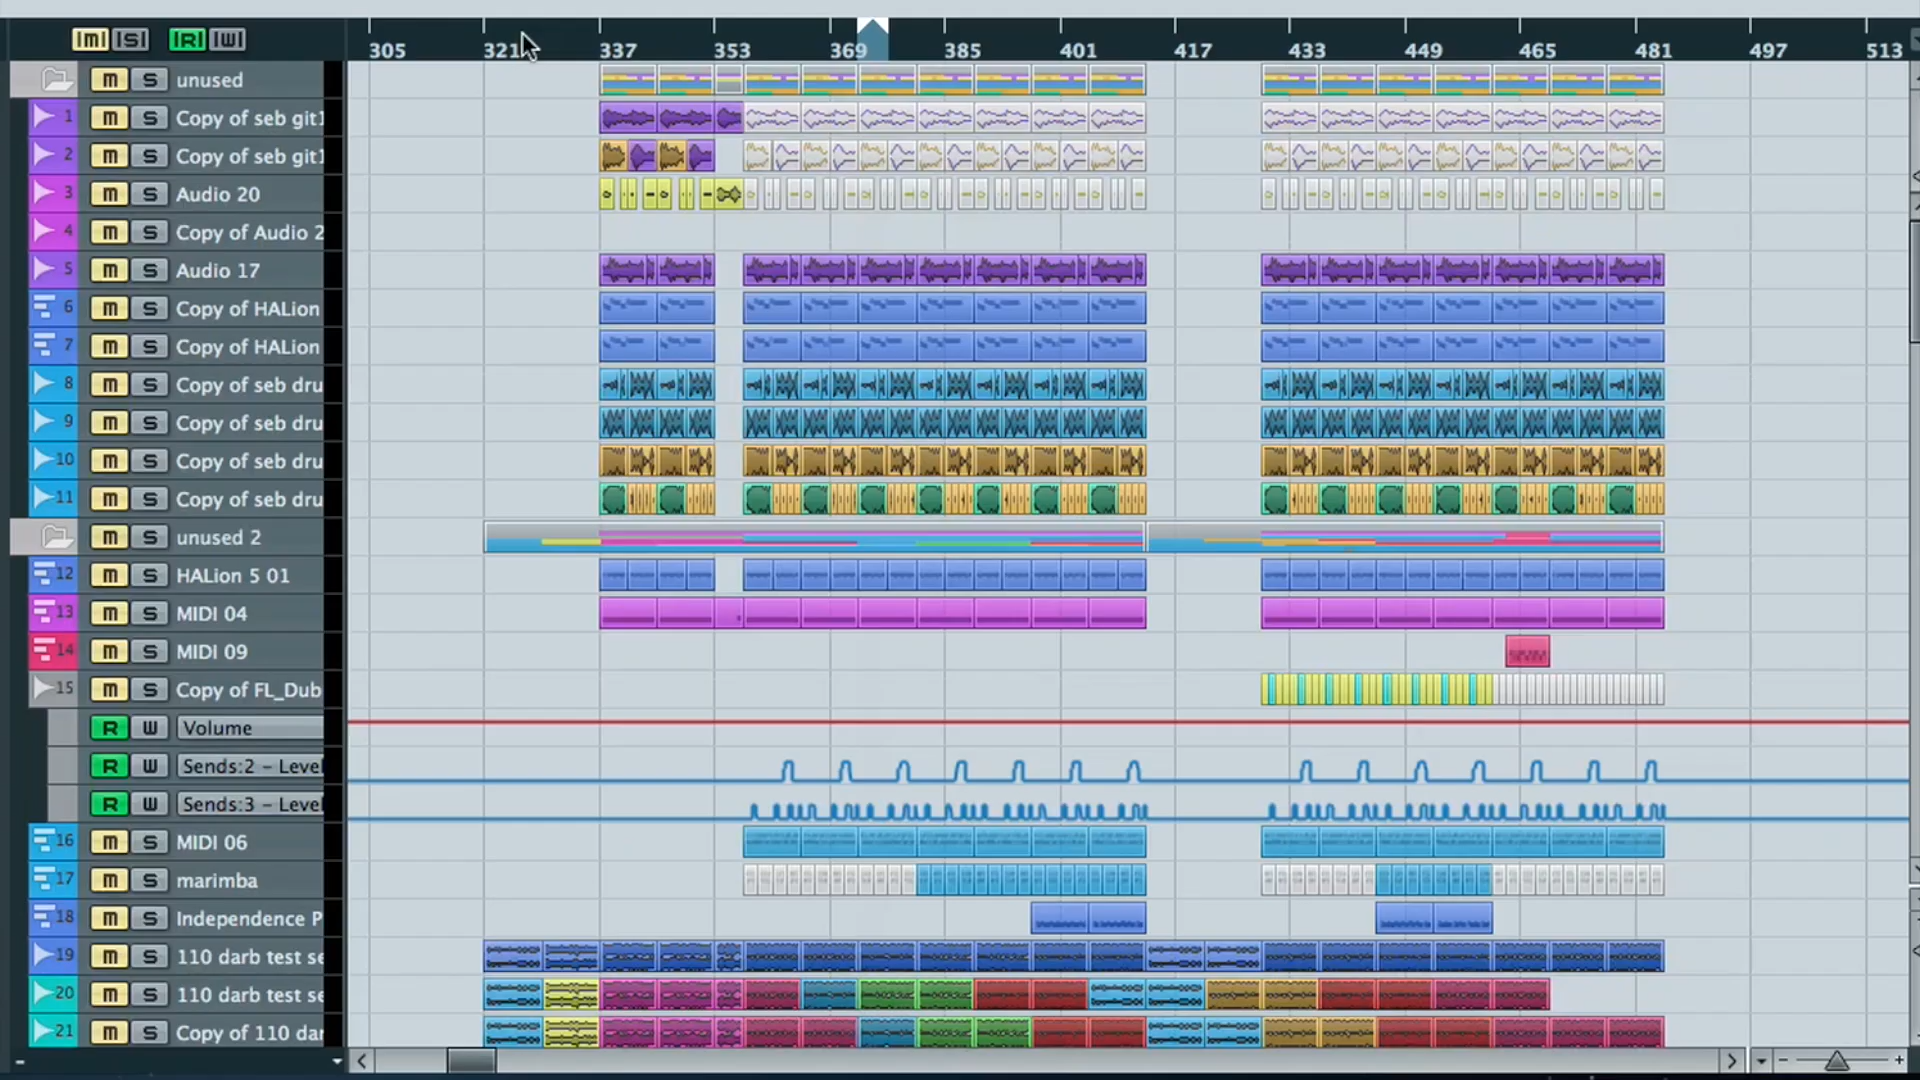 M S R W
305 321 337 353 369 385 401 417 433 449 465 481 497 513
m S unused
1 m S Copy of seb git1
2 m S Copy of seb git1
3 m S Audio 20
4 m S Copy of Audio 2
5 m S Audio 17
6 m S Copy of HALion
7 m S Copy of HALion
8 m S Copy of seb dru
9 m S Copy of seb dru
10 m S Copy of seb dru
11 m S Copy of seb dru
m S unused 2
12 m S HALion 5 01
13 m S MIDI 04
14 m S MIDI 09
15 m S Copy of FL_Dub
R W Volume
R W Sends:2 – Level
R W Sends:3 – Level
16 m S MIDI 06
17 m S marimba
18 m S Independence P
19 m S 110 darb test se
20 m S 110 darb test se
21 m S Copy of 110 dar